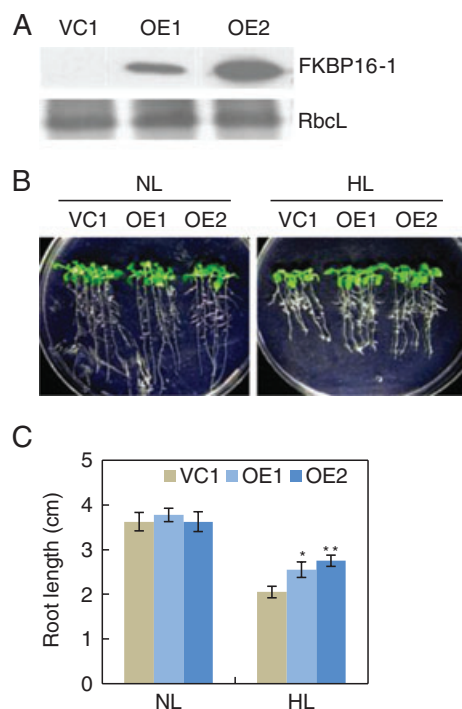 A
VC1 OE1 OE2
FKBP16-1
RbcL
B
NL HL
VC1 OE1 OE2 VC1 OE1 OE2
C
VC1 OE1 OE2
Root length (cm)
5
4
3
2
1
0
* **
NL HL